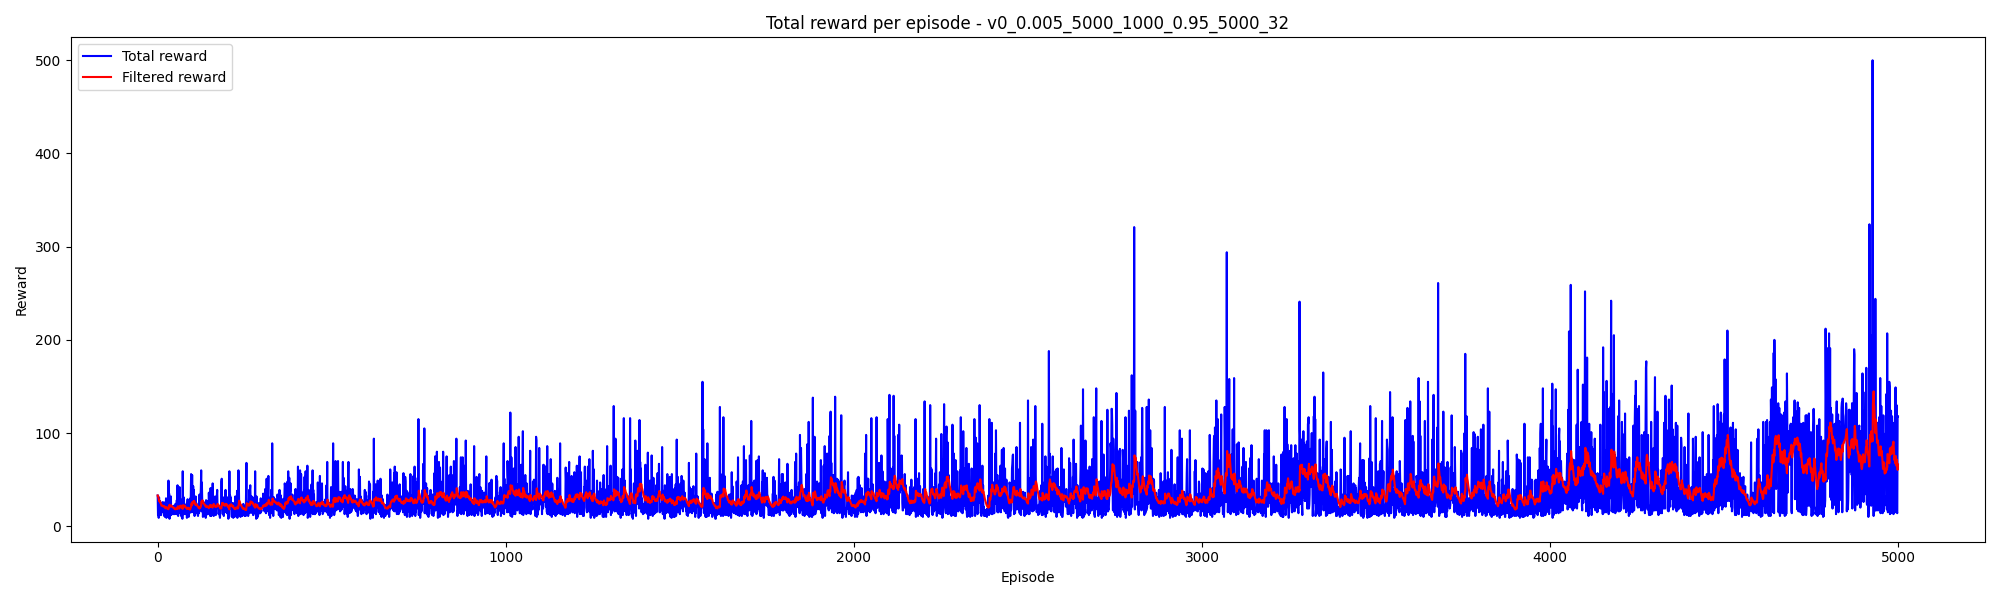 Total reward per episode - v0_0.005_5000_1000_0.95_5000_32
Total reward
Filtered reward
500
400
300
200
100
0
Reward
0
1000
2000
3000
4000
5000
Episode